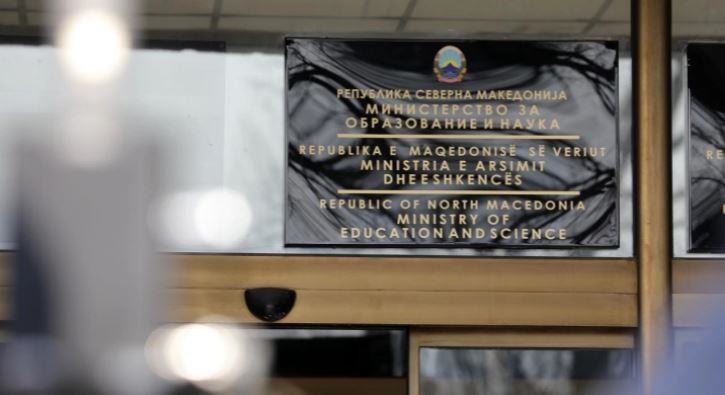 РЕПУБЛИКА СЕВЕРНА МАКЕДОНИЈА
МИНИСТЕРСТВО ЗА
ОБРАЗОВАНИЕ И НАУКА
REPUBLIKA E MAQEDONISË SË VERIUT
MINISTRIA E ARSIMIT
DHE ESHKENCËS
REPUBLIC OF NORTH MACEDONIA
MINISTRY OF
EDUCATION AND SCIENCE